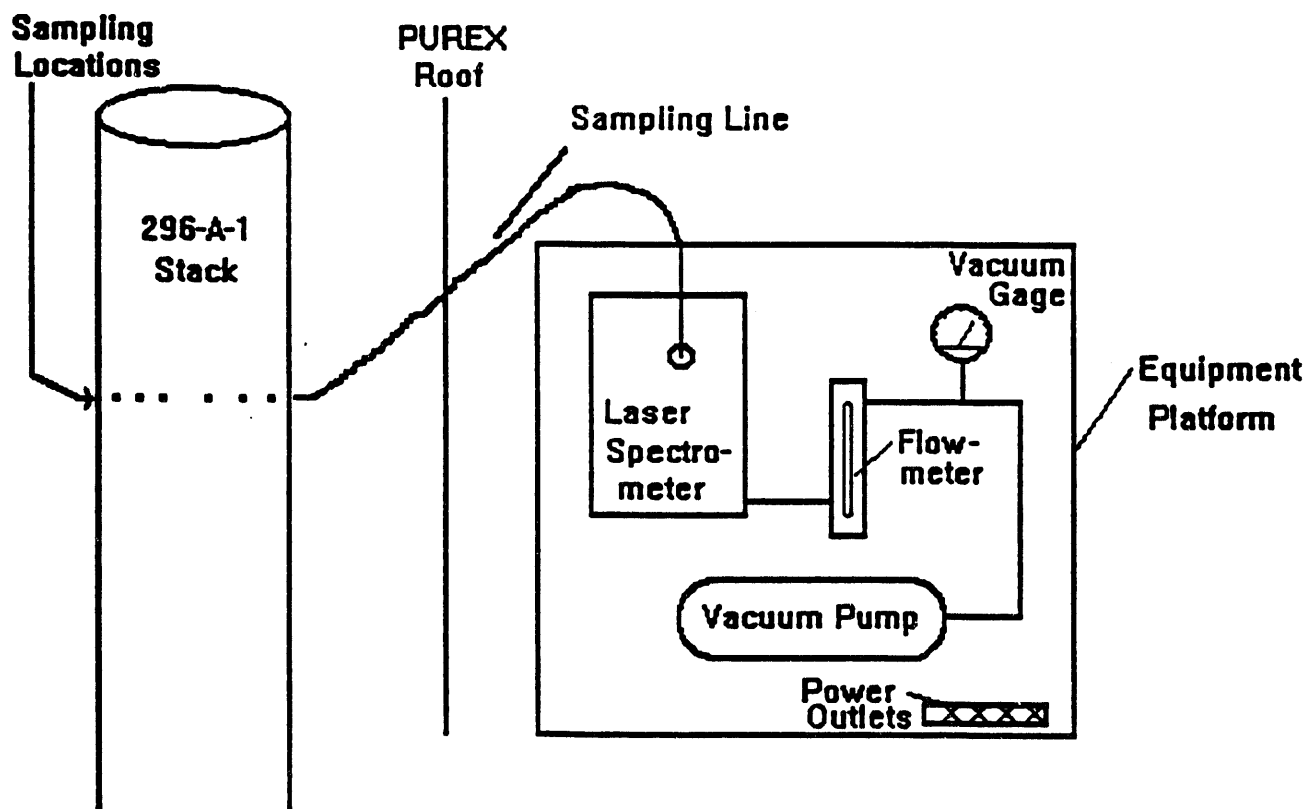 Sampling
Locations
PUREX
Roof
Sampling Line
296-A-1
Stack
Vacuum
Gage
Equipment
Platform
Laser
Spectro-
meter
Flow-
meter
Vacuum Pump
Power
Outlets